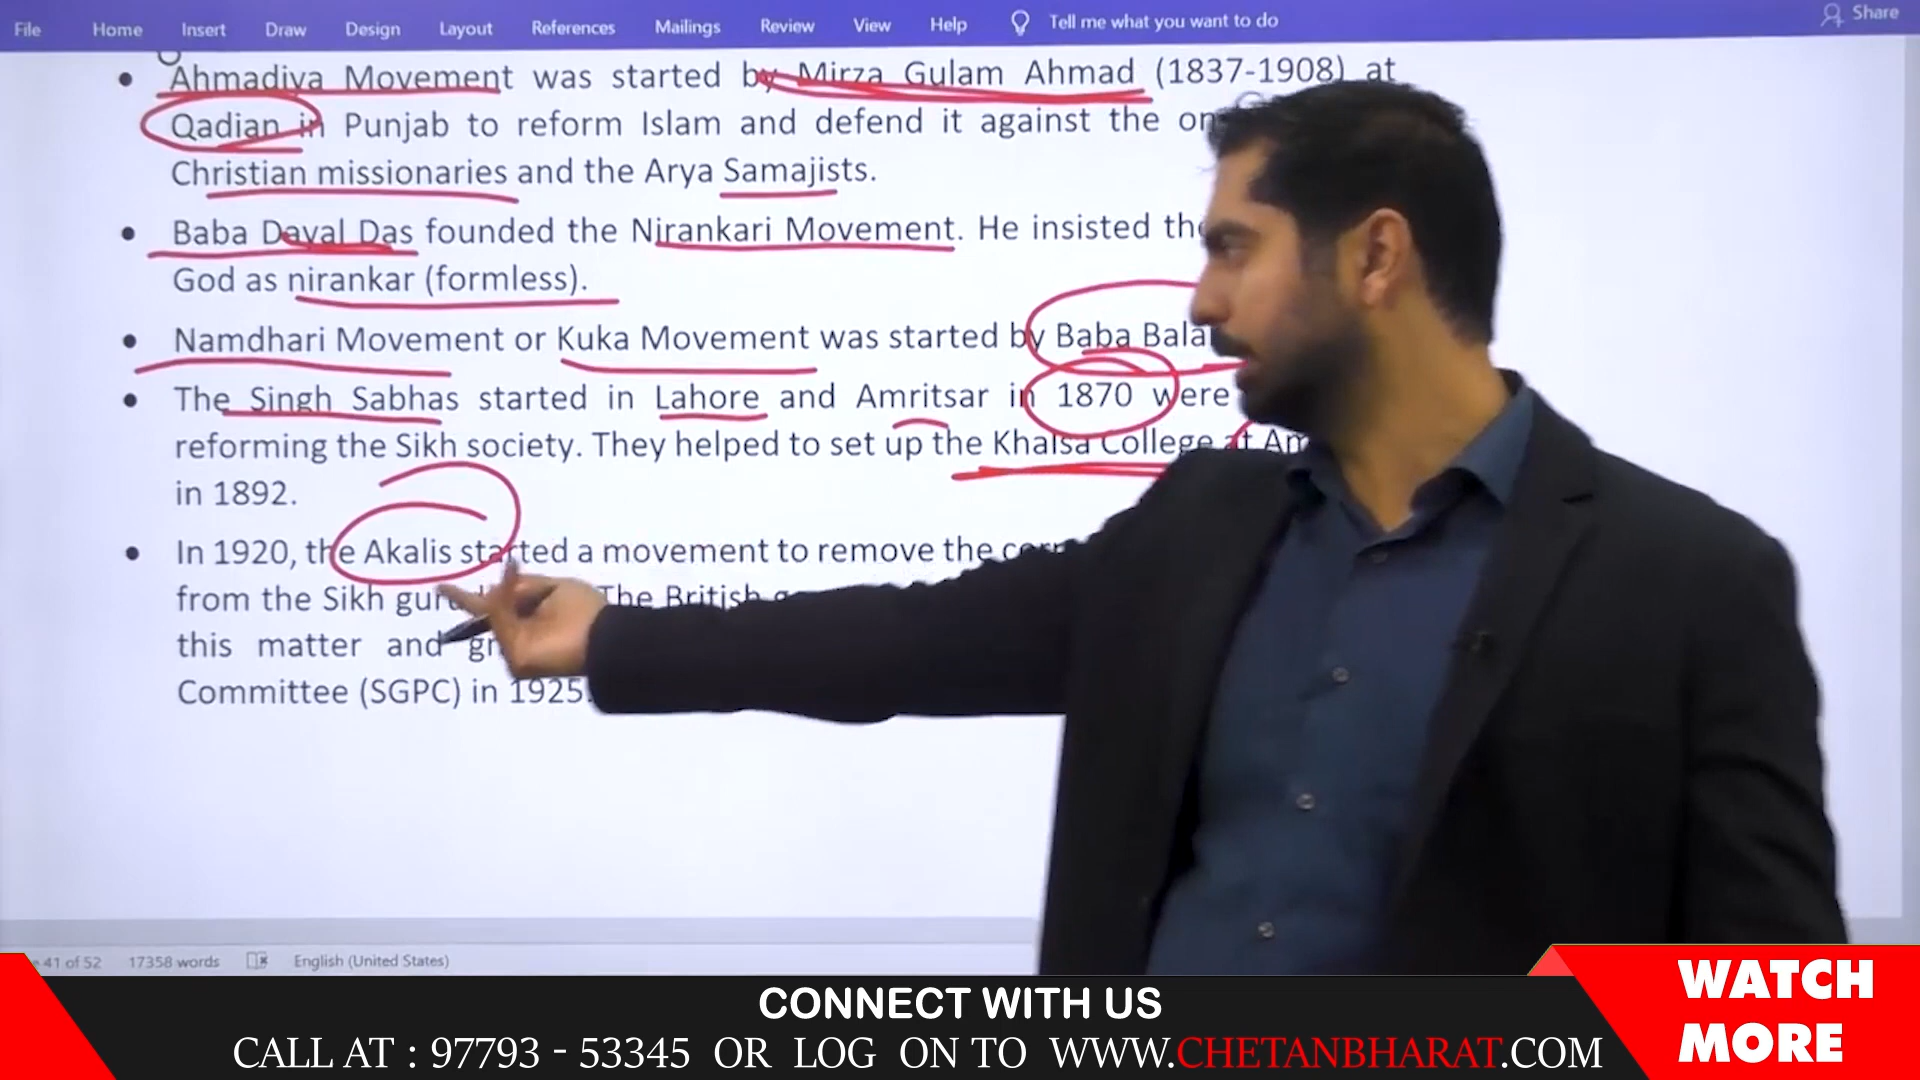 File Home Insert Draw Design Layout References Mailings Review View Help Tell me what you want to do Share
Ahmadiya Movement was started by Mirza Gulam Ahmad (1837-1908) at
Qadian in Punjab to reform Islam and defend it against the
Christian missionaries and the Arya Samajists.
Baba Dayal Das founded the Nirankari Movement. He insisted
God as nirankar (formless).
Namdhari Movement or Kuka Movement was started by Baba
The Singh Sabhas started in Lahore and Amritsar in 1870 were
reforming the Sikh society. They helped to set up the Khalsa College at
in 1892.
In 1920, the Akalis started a movement to remove the
from the Sikh The British
this matter and
Committee (SGPC) in 1925.
41 of 52 17358 words English (United States)
CONNECT WITH US
CALL AT : 97793 - 53345 OR LOG ON TO WWW.CHETANBHARAT.COM
WATCH
MORE